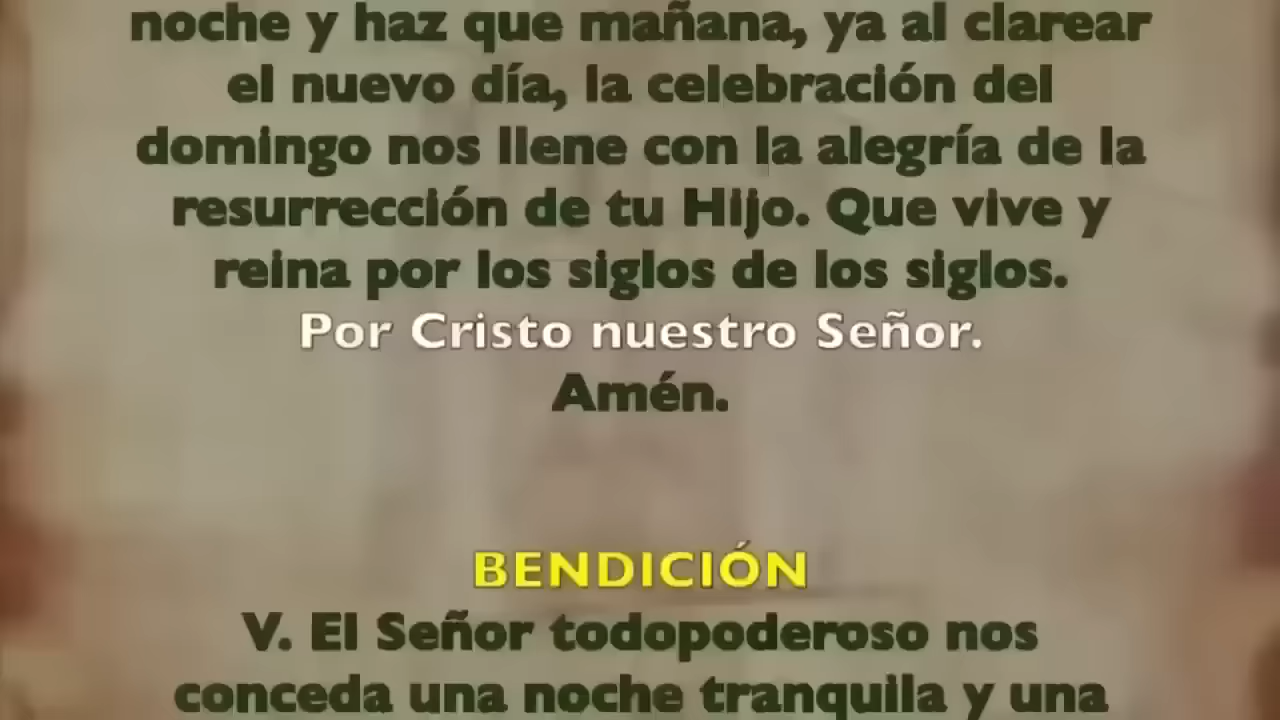 noche y haz que mañana, ya al clarear
el nuevo día, la celebración del
domingo nos llene con la alegría de la
resurrección de tu Hijo. Que vive y
reina por los siglos de los siglos.
Por Cristo nuestro Señor.
Amén.
BENDICIÓN
V. El Señor todopoderoso nos
conceda una noche tranquila y una